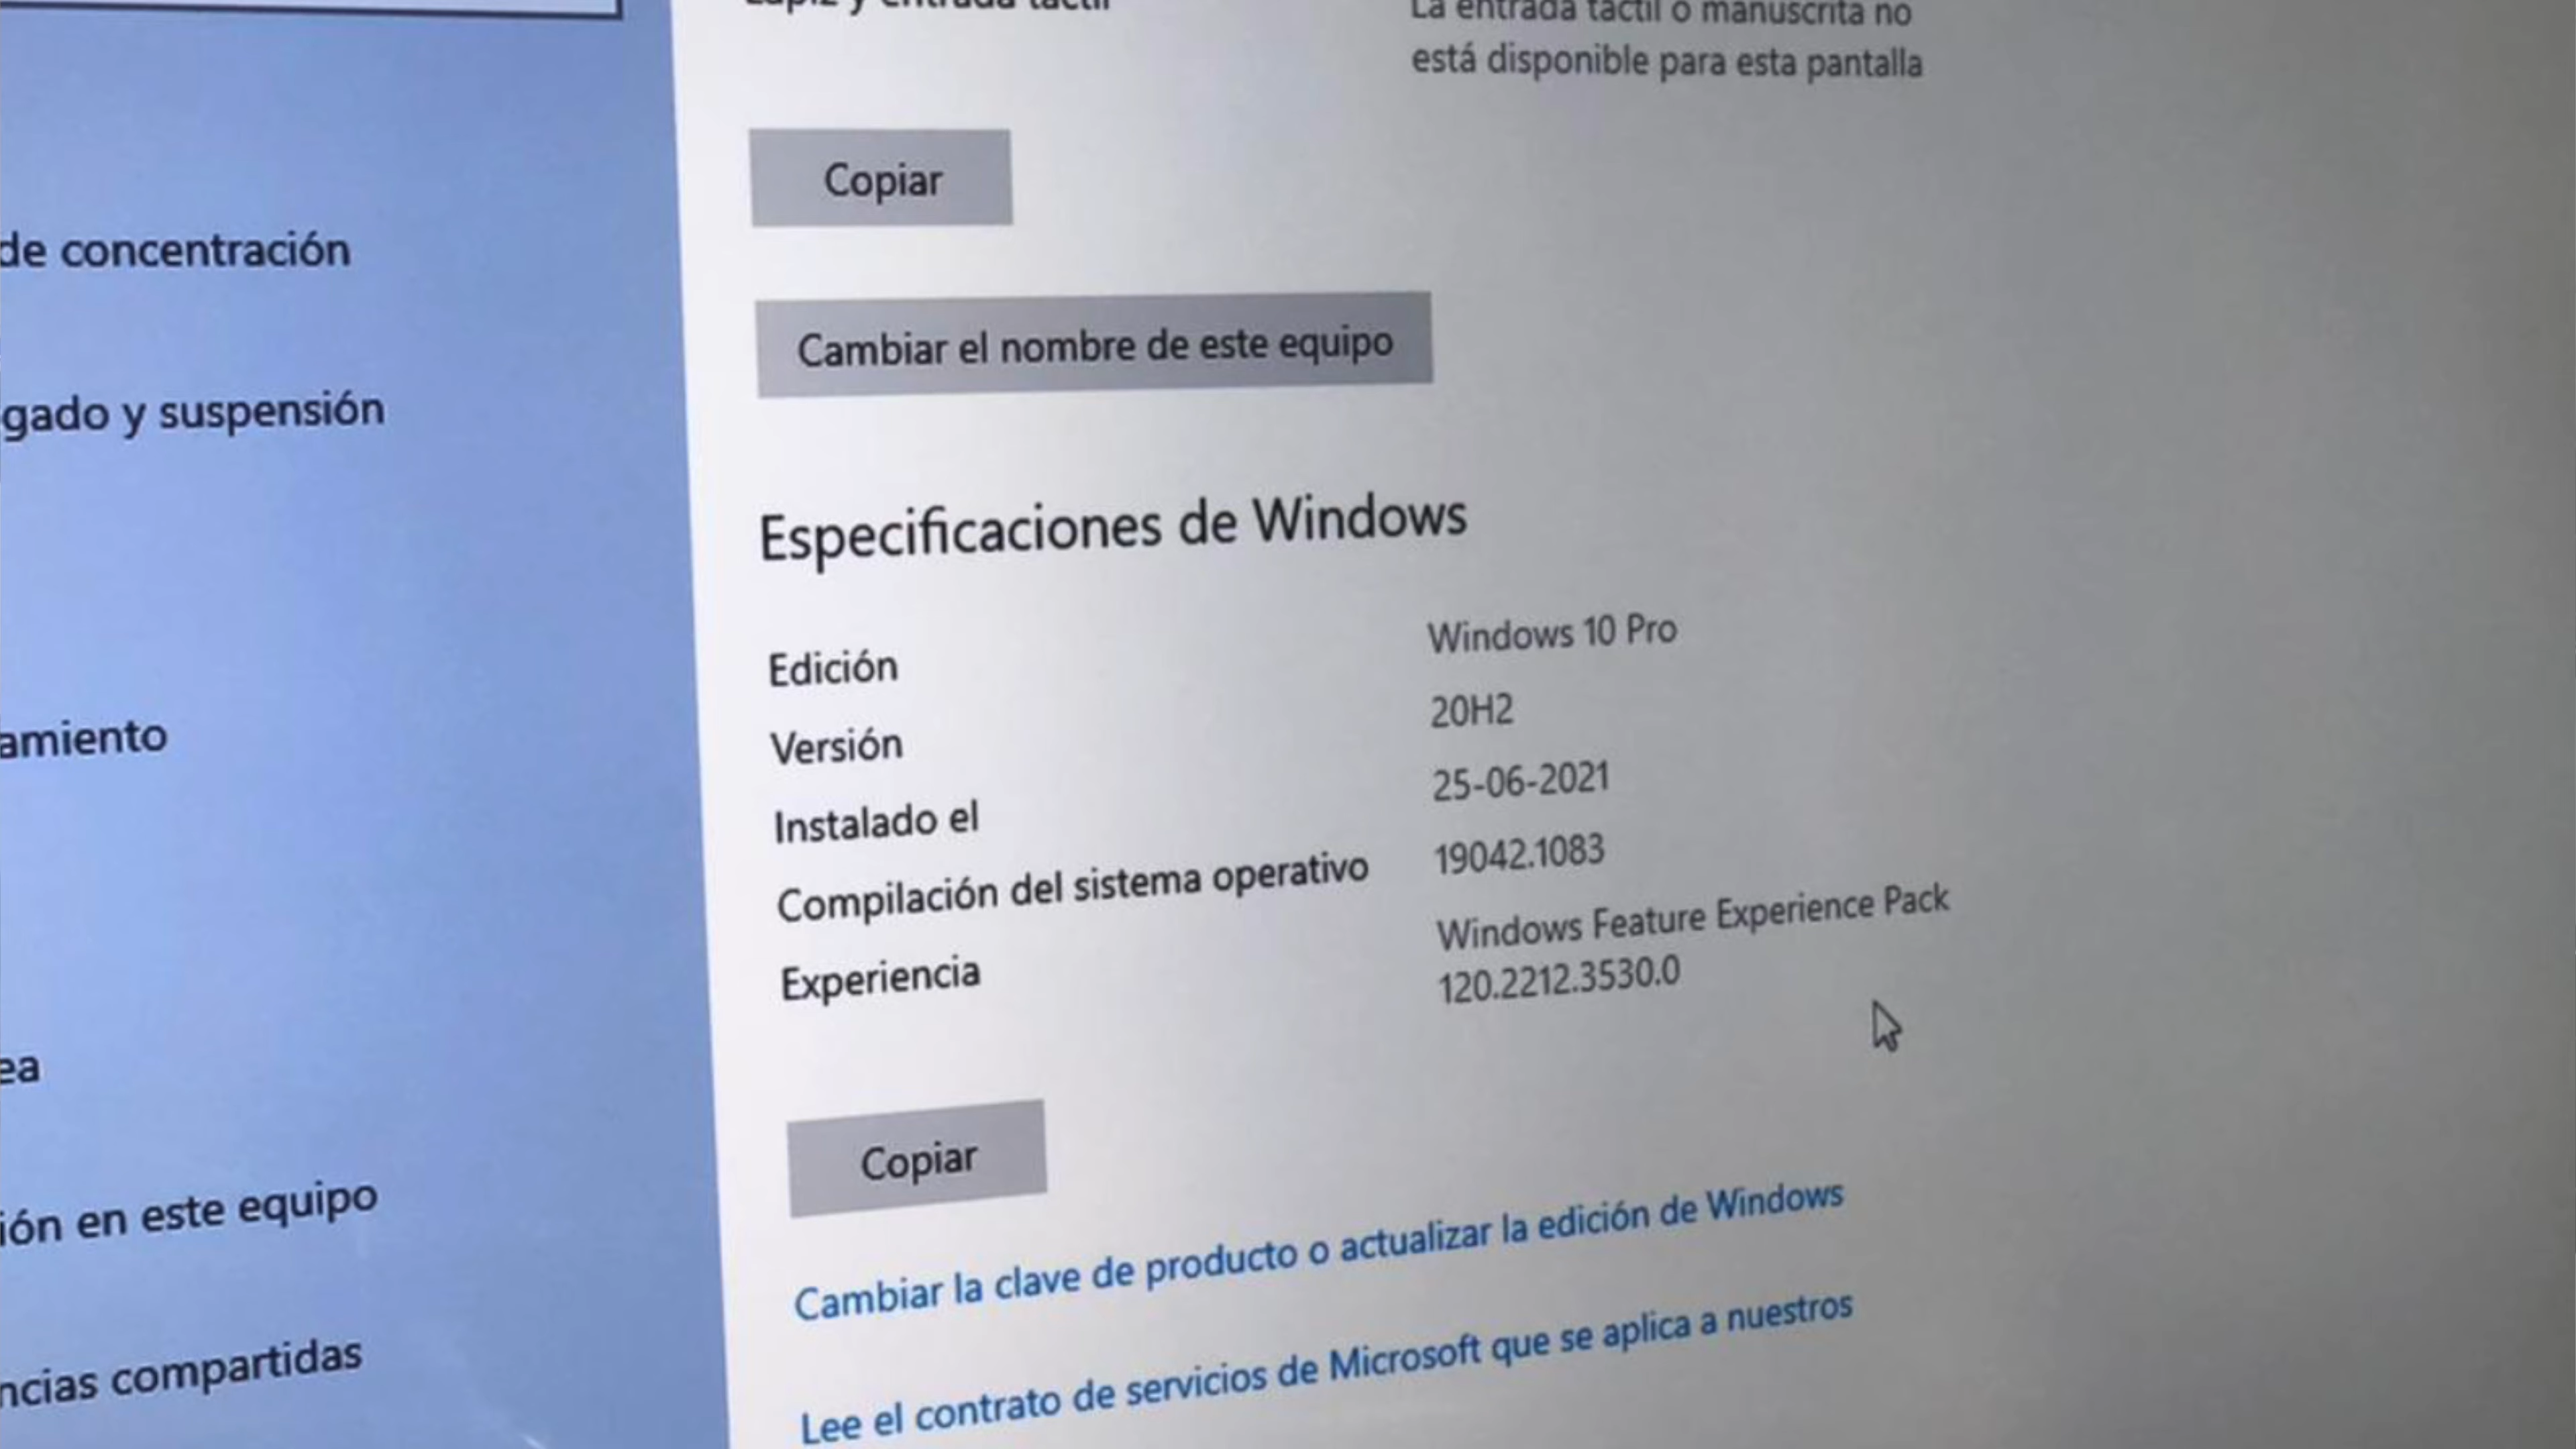 Lápiz y entrada táctil
La entrada táctil o manuscrita no
está disponible para esta pantalla
Copiar
de concentración
Cambiar el nombre de este equipo
gado y suspensión
Especificaciones de Windows
Edición
Windows 10 Pro
Versión
20H2
Instalado el
25-06-2021
Compilación del sistema operativo
19042.1083
Experiencia
Windows Feature Experience Pack
120.2212.3530.0
amiento
ea
Copiar
ión en este equipo
Cambiar la clave de producto o actualizar la edición de Windows
ncias compartidas
Lee el contrato de servicios de Microsoft que se aplica a nuestros